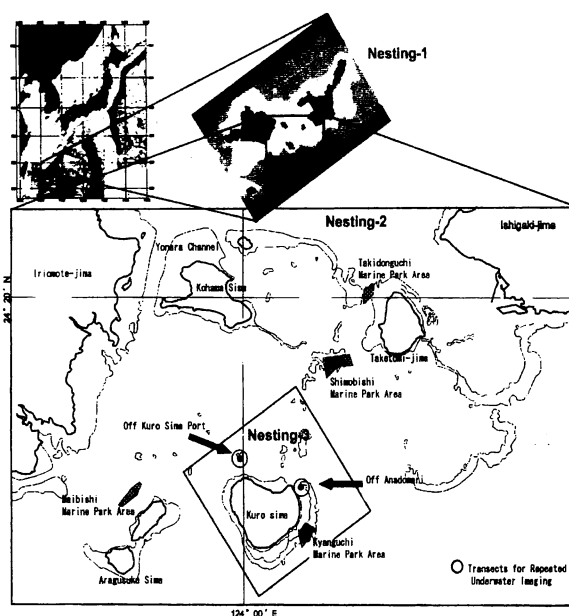 Nesting-1
Nesting-2
Ishigaki-jima
Yonara Channel
Takidonguchi
Marine Park Area
Iriomote-jima
Kohama Sima
24° 20' N
Taketomi-jima
Shimobishi
Marine Park Area
Off Kuro Sima Port
Nesting-3
Off Anadomari
Maibishi
Marine Park Area
Kuro sima
Kyanguchi
Marine Park Area
Aragusuku Sima
Transects for Repeated
Underwater Imaging
124° 00' E